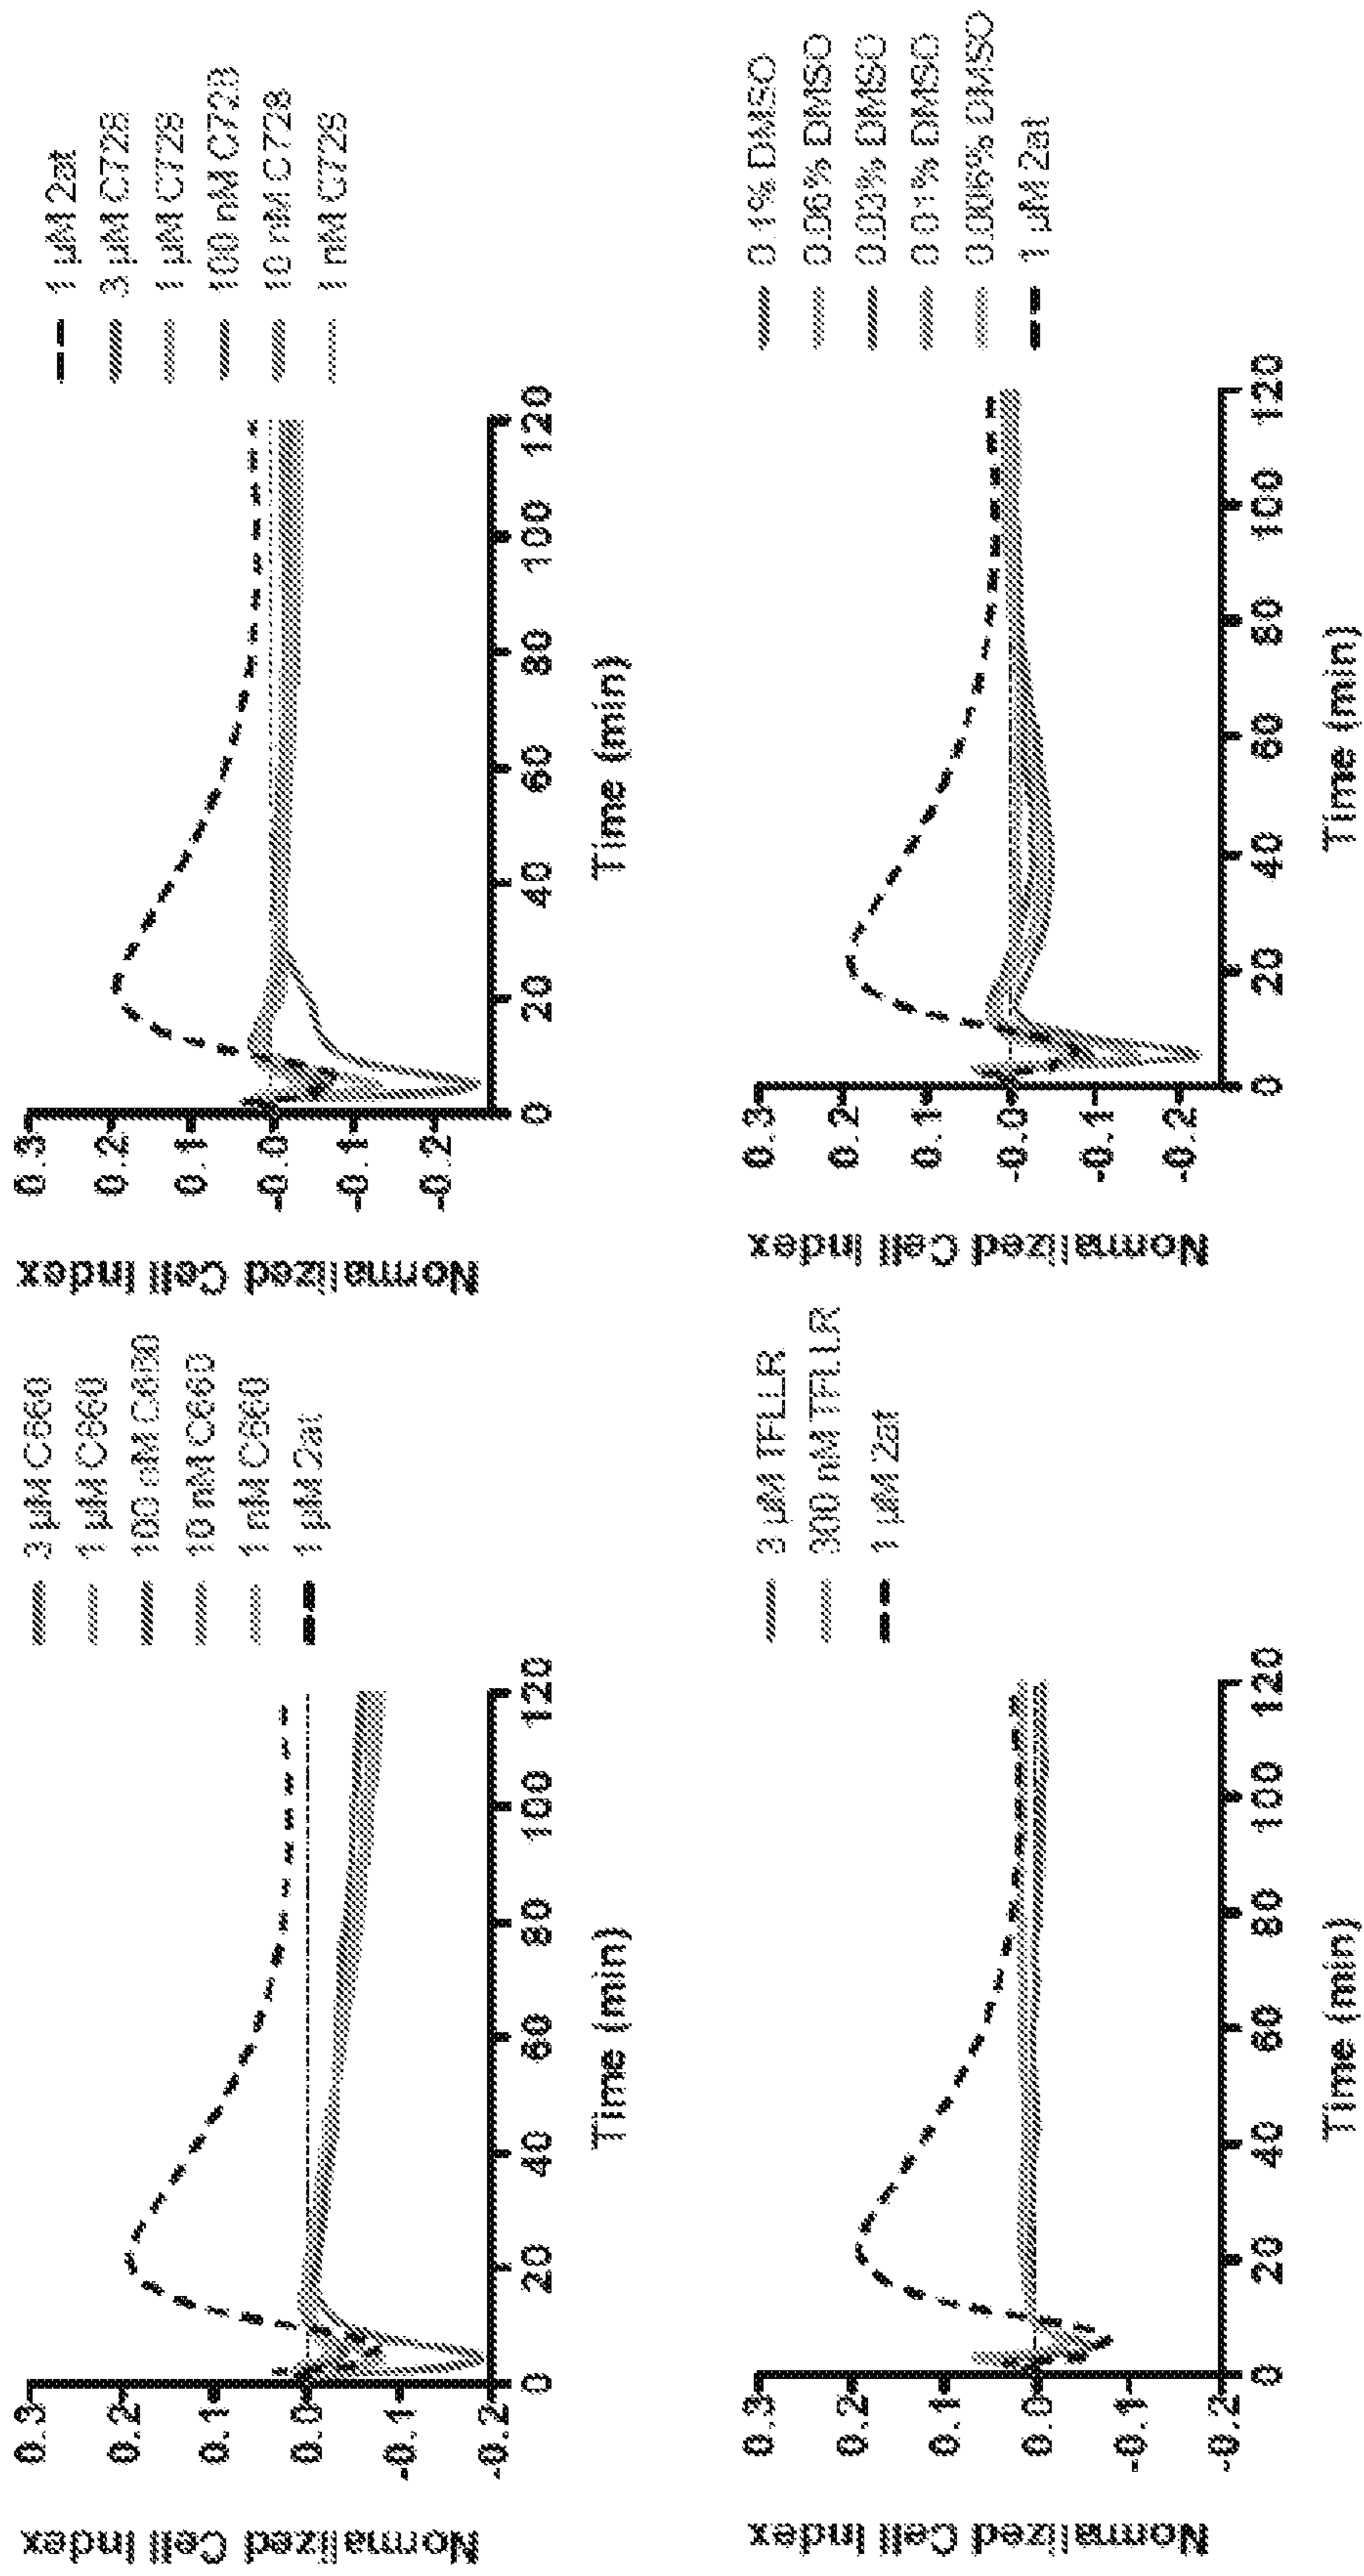 Normalized Cell Index
0.3
0.2
0.1
0.0
-0.1
-0.2
0
20
40
60
80
100
120
Time (min)
3 µM C660
1 µM C660
100 nM C660
10 nM C660
1 nM C660
1 µM 2at
Normalized Cell Index
0.3
0.2
0.1
-0.0
-0.1
-0.2
0
20
40
60
80
100
120
Time (min)
1 µM 2at
3 µM C728
1 µM C728
100 nM C728
10 nM C728
1 nM C728
Normalized Cell Index
0.3
0.2
0.1
0.0
-0.1
-0.2
0
20
40
60
80
100
120
Time (min)
3 µM TFLLR
300 nM TFLLR
1 µM 2at
Normalized Cell Index
0.3
0.2
0.1
-0.0
-0.1
-0.2
0
20
40
60
80
100
120
Time (min)
0.1% DMSO
0.06% DMSO
0.03% DMSO
0.01% DMSO
0.006% DMSO
1 µM 2at